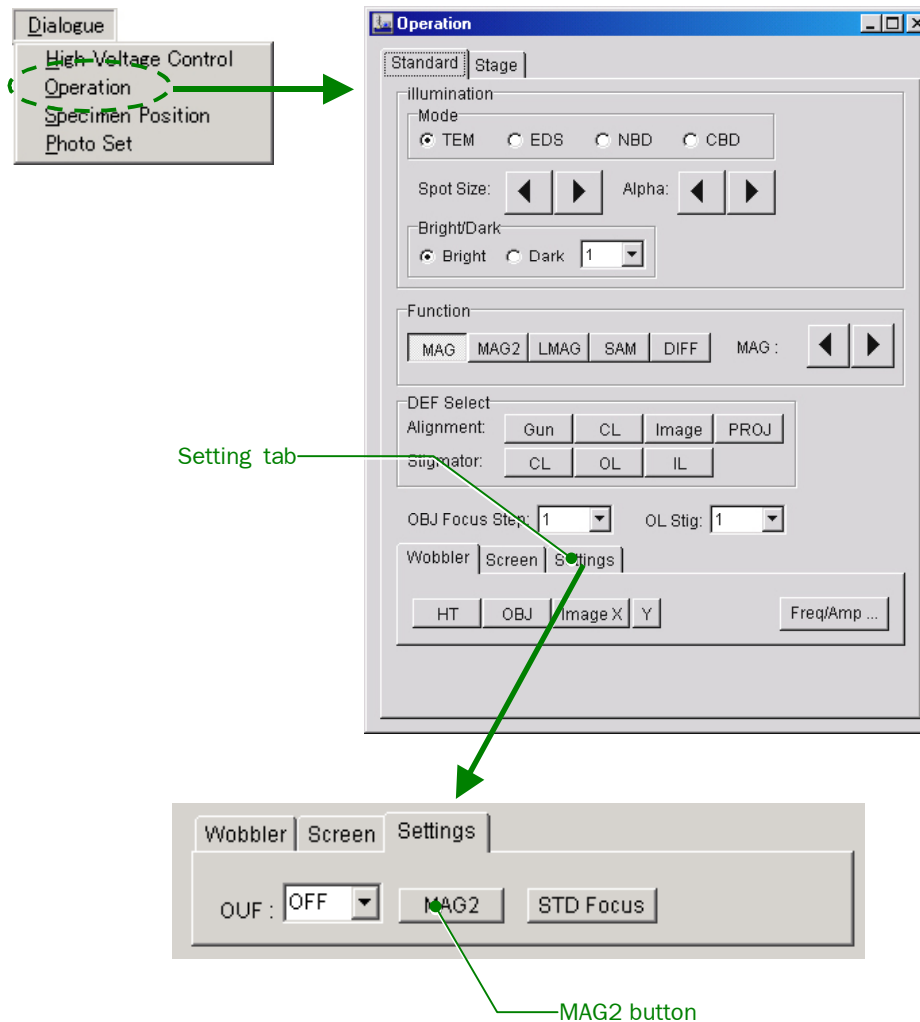 Dialogue
High Voltage Control
Operation
Specimen Position
Photo Set
Operation
Standard Stage
illumination
Mode
TEM EDS NBD CBD
Spot Size: Alpha:
Bright/Dark
Bright Dark 1
Function
MAG MAG2 LMAG SAM DIFF MAG :
DEF Select
Alignment: Gun CL Image PROJ
Stigmator: CL OL IL
Setting tab
OBJ Focus Step: 1 OL Stig: 1
Wobbler Screen Settings
HT OBJ Image X Y Freq/Amp ...
Wobbler Screen Settings
OUF : OFF MAG2 STD Focus
MAG2 button